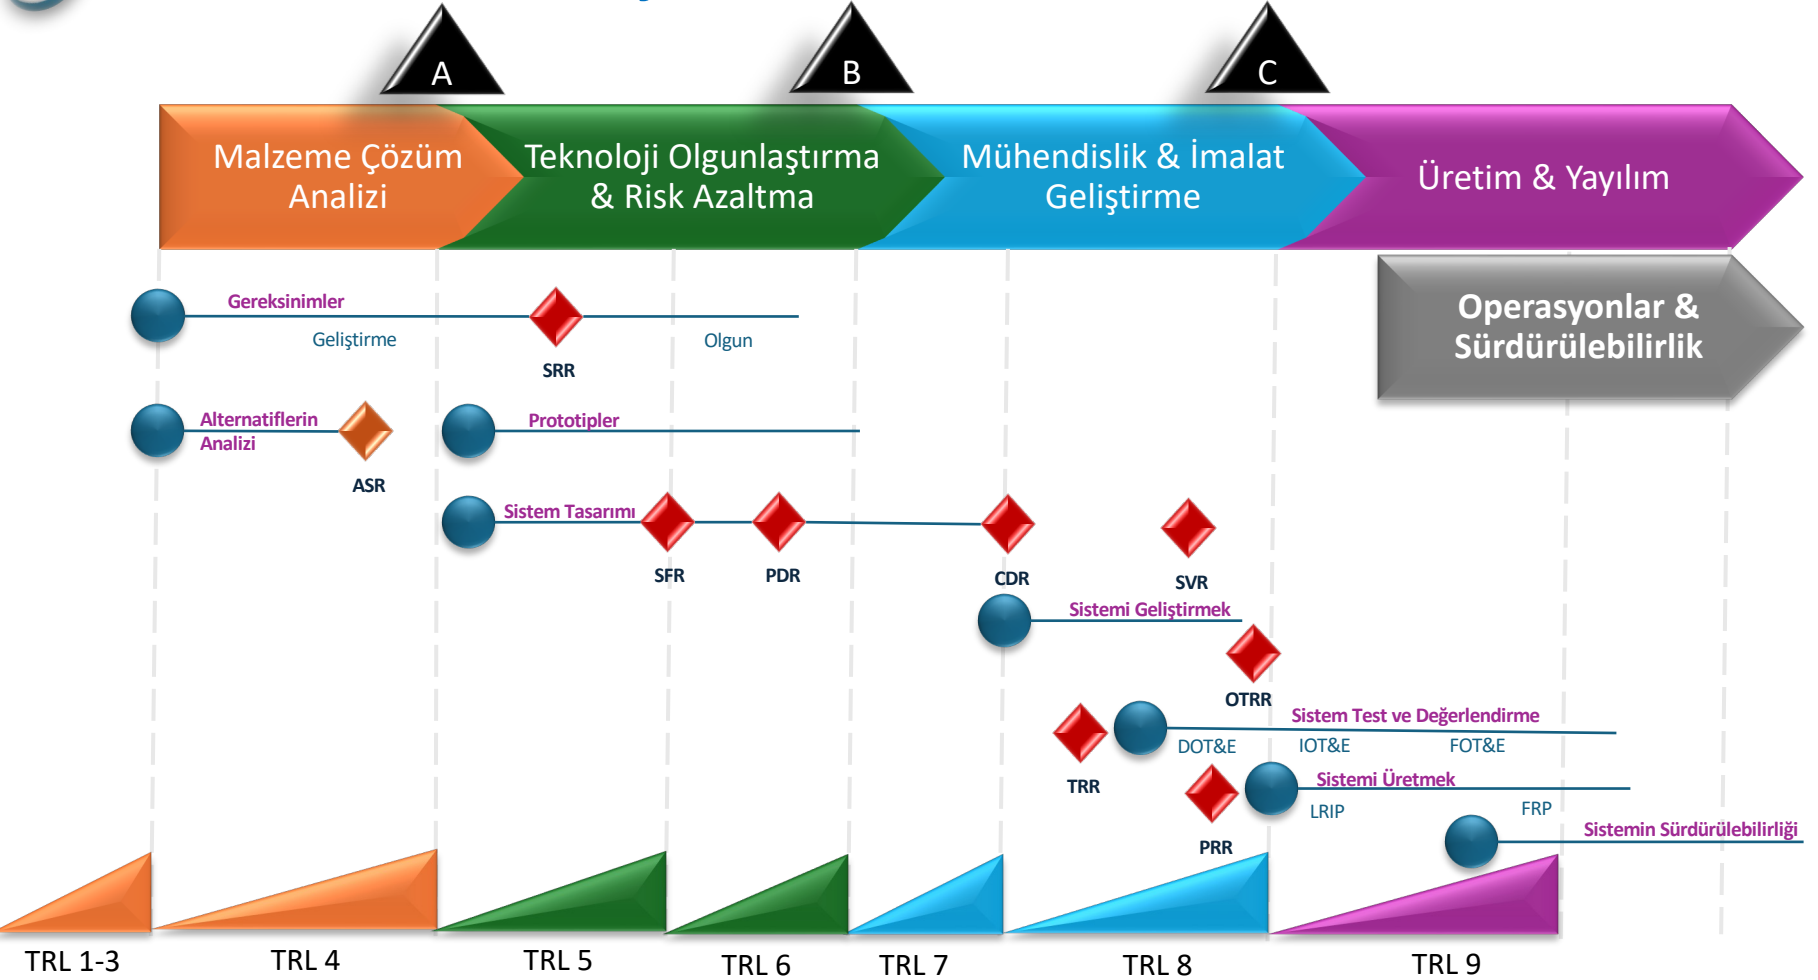 A
B
C
Malzeme Çözüm
Analizi
Teknoloji Olgunlaştırma
& Risk Azaltma
Mühendislik & İmalat
Geliştirme
Üretim & Yayılım
Operasyonlar &
Sürdürülebilirlik
Gereksinimler
Geliştirme
Olgun
SRR
Alternatiflerin
Analizi
ASR
Prototipler
Sistem Tasarımı
SFR
PDR
CDR
SVR
Sistemi Geliştirmek
OTRR
Sistem Test ve Değerlendirme
DOT&E
IOT&E
FOT&E
TRR
Sistemi Üretmek
LRIP
FRP
PRR
Sistemin Sürdürülebilirliği
TRL 1-3
TRL 4
TRL 5
TRL 6
TRL 7
TRL 8
TRL 9